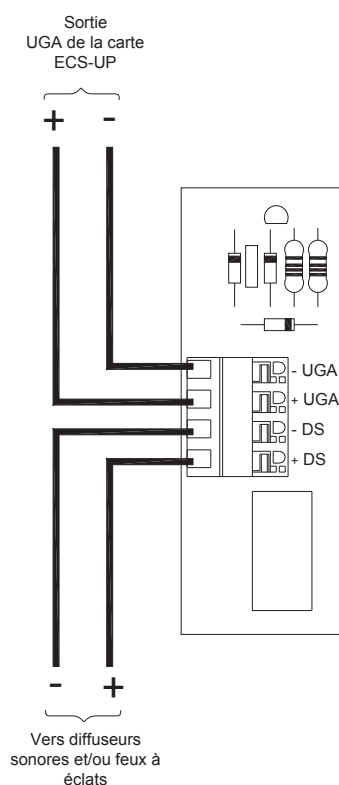 Sortie
UGA de la carte
ECS-UP
+ -
- UGA
+ UGA
- DS
+ DS
- +
Vers diffuseurs
sonores et/ou feux à
éclats